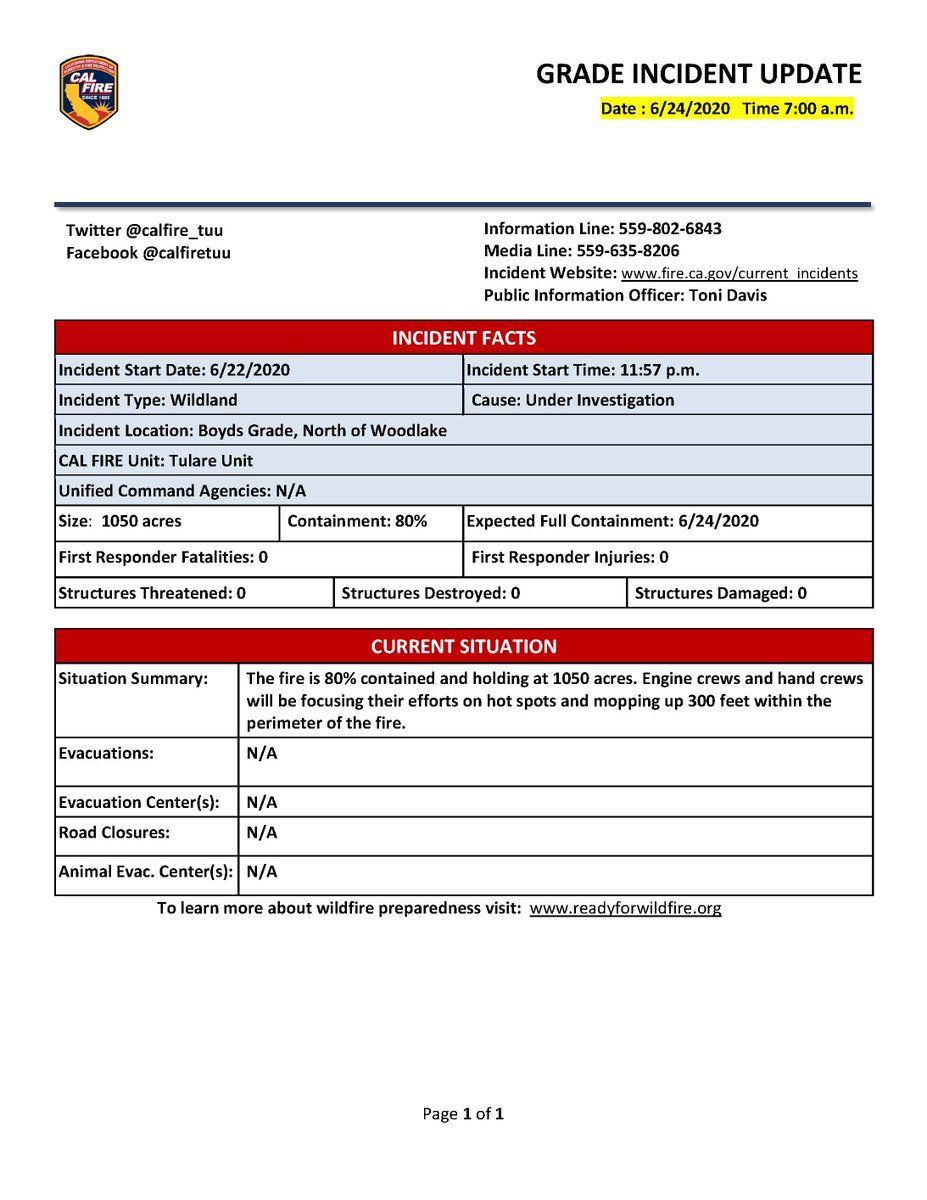 CALIFORNIA DEPARTMENT OF
FORESTRY & FIRE PROTECTION
CAL
FIRE
SINCE 1885
GRADE INCIDENT UPDATE
Date : 6/24/2020 Time 7:00 a.m.
Twitter @calfire_tuu
Facebook @calfiretuu
Information Line: 559-802-6843
Media Line: 559-635-8206
Incident Website: www.fire.ca.gov/current_incidents
Public Information Officer: Toni Davis
INCIDENT FACTS
Incident Start Date: 6/22/2020 Incident Start Time: 11:57 p.m.
Incident Type: Wildland Cause: Under Investigation
Incident Location: Boyds Grade, North of Woodlake
CAL FIRE Unit: Tulare Unit
Unified Command Agencies: N/A
Size: 1050 acres Containment: 80% Expected Full Containment: 6/24/2020
First Responder Fatalities: 0 First Responder Injuries: 0
Structures Threatened: 0 Structures Destroyed: 0 Structures Damaged: 0
CURRENT SITUATION
Situation Summary: The fire is 80% contained and holding at 1050 acres. Engine crews and hand crews
will be focusing their efforts on hot spots and mopping up 300 feet within the
perimeter of the fire.
Evacuations: N/A
Evacuation Center(s): N/A
Road Closures: N/A
Animal Evac. Center(s): N/A
To learn more about wildfire preparedness visit: www.readyforwildfire.org
Page 1 of 1